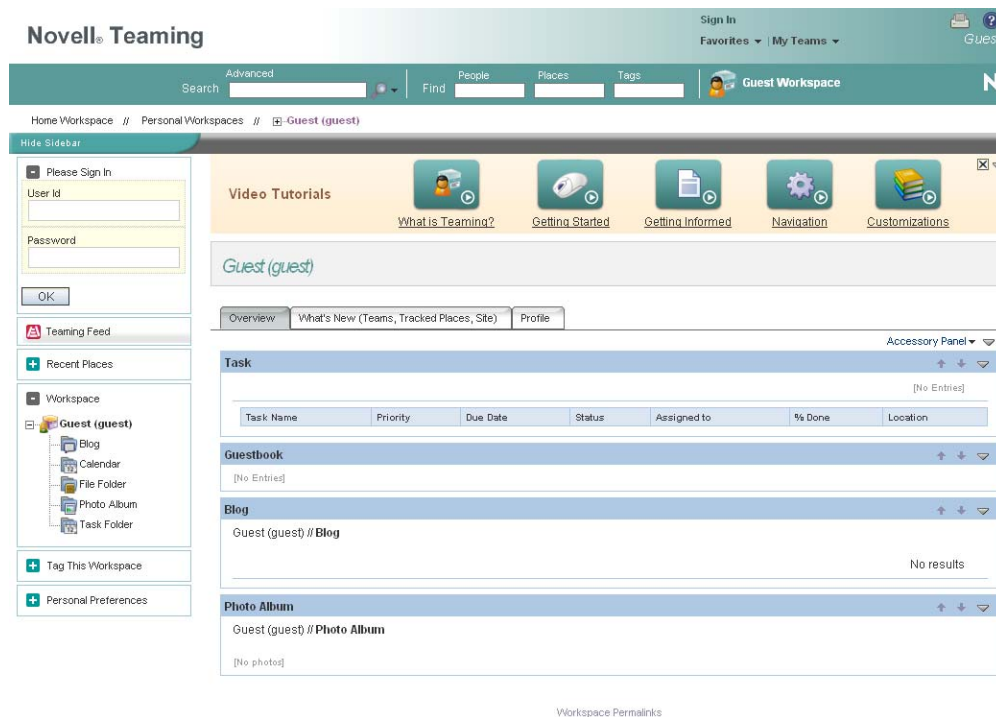 Novell® Teaming
Sign In
Favorites | My Teams
Gues
Advanced
People
Places
Tags
Search
Find
Guest Workspace
N
Home Workspace // Personal Workspaces // Guest (guest)
Hide Sidebar
Please Sign In
User Id
Password
OK
Teaming Feed
Recent Places
Workspace
Guest (guest)
Blog
Calendar
File Folder
Photo Album
Task Folder
Tag This Workspace
Personal Preferences
Video Tutorials
What is Teaming?
Getting Started
Getting Informed
Navigation
Customizations
Guest (guest)
Overview
What's New (Teams, Tracked Places, Site)
Profile
Accessory Panel
Task
[No Entries]
Task Name Priority Due Date Status Assigned to % Done Location
Guestbook
[No Entries]
Blog
Guest (guest) // Blog
No results
Photo Album
Guest (guest) // Photo Album
[No photos]
Workspace Permalinks